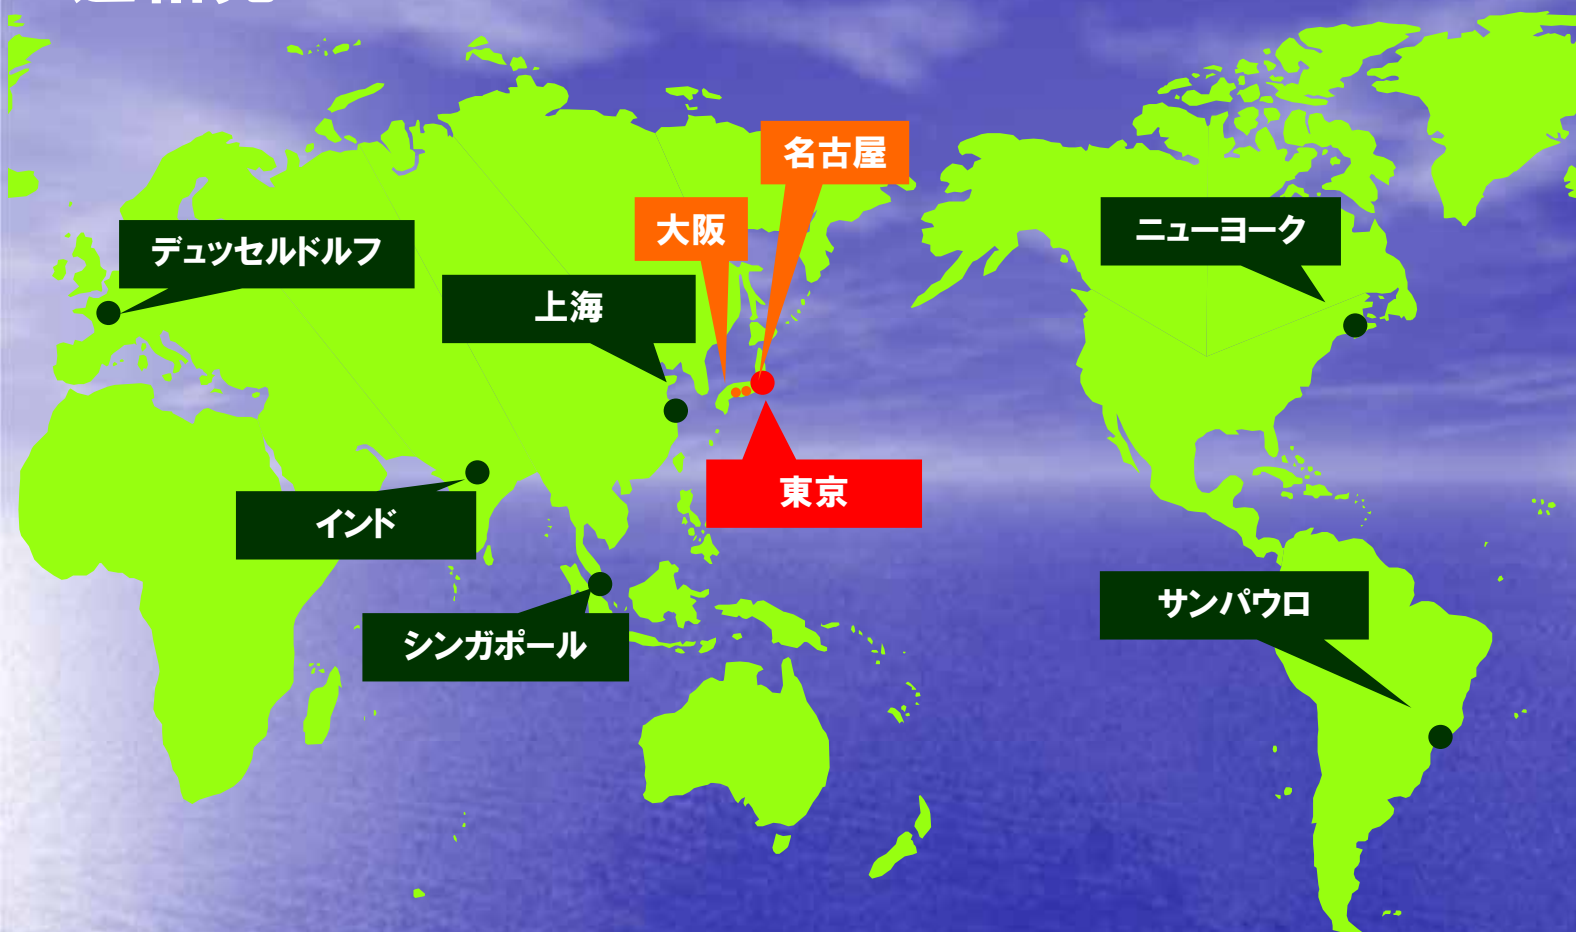 名古屋
大阪
ニューヨーク
デュッセルドルフ
上海
東京
インド
サンパウロ
シンガポール